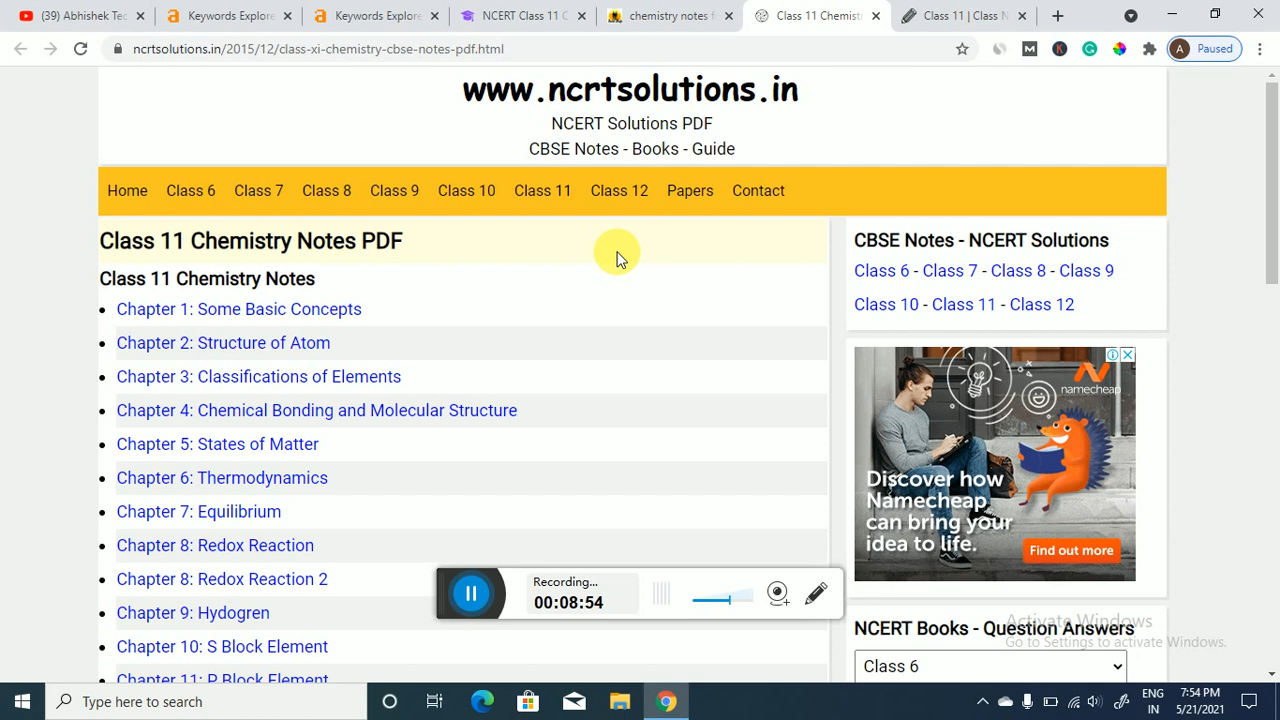 (39) Abhishek Tec
Keywords Explore
Keywords Explore
NCERT Class 11 C
chemistry notes f
Class 11 Chemist
Class 11 | Class N
ncrtsolutions.in/2015/12/class-xi-chemistry-cbse-notes-pdf.html
A Paused
www.ncrtsolutions.in
NCERT Solutions PDF
CBSE Notes - Books - Guide
Home Class 6 Class 7 Class 8 Class 9 Class 10 Class 11 Class 12 Papers Contact
Class 11 Chemistry Notes PDF
Class 11 Chemistry Notes
Chapter 1: Some Basic Concepts
Chapter 2: Structure of Atom
Chapter 3: Classifications of Elements
Chapter 4: Chemical Bonding and Molecular Structure
Chapter 5: States of Matter
Chapter 6: Thermodynamics
Chapter 7: Equilibrium
Chapter 8: Redox Reaction
Chapter 8: Redox Reaction 2
Chapter 9: Hydogren
Chapter 10: S Block Element
Chapter 11: P Block Element
CBSE Notes - NCERT Solutions
Class 6 - Class 7 - Class 8 - Class 9
Class 10 - Class 11 - Class 12
namecheap
Discover how
Namecheap
can bring your
idea to life.
Find out more
Recording...
00:08:54
NCERT Books - Question Answers
Class 6
Activate Windows
Go to Settings to activate Windows.
Type here to search
ENG
IN
7:54 PM
5/21/2021